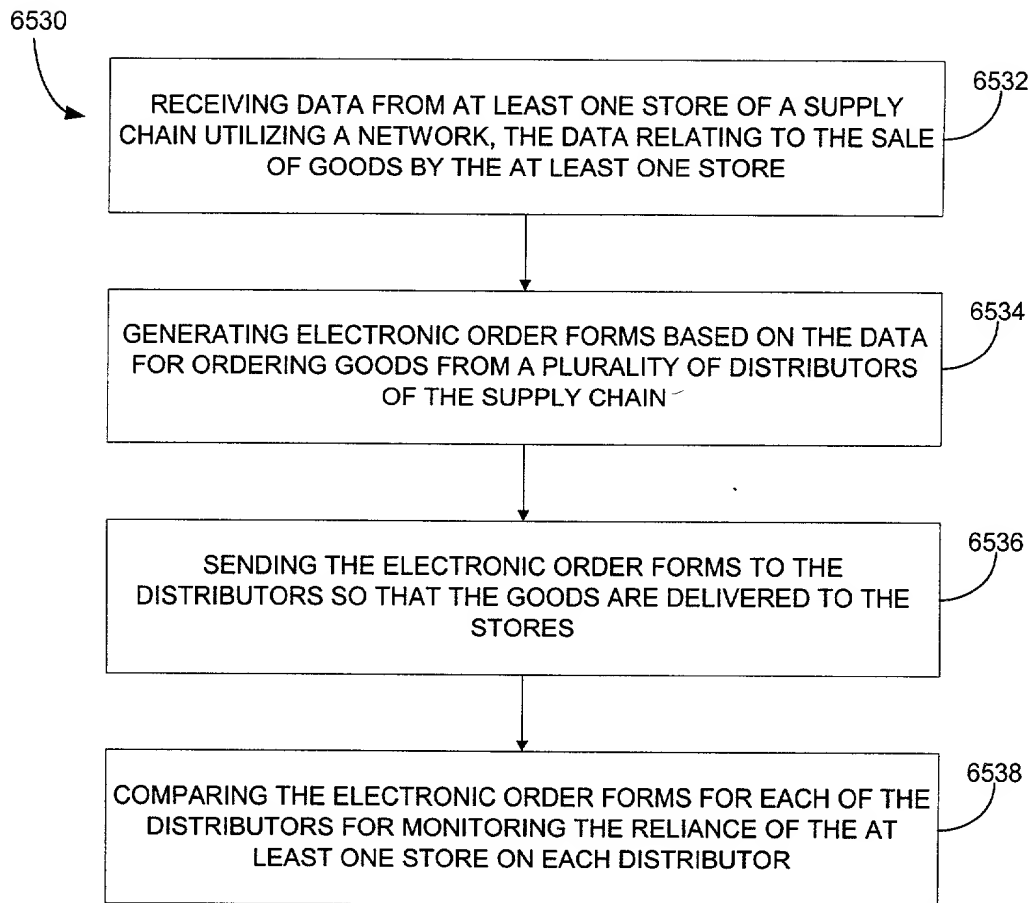 6530
6532
RECEIVING DATA FROM AT LEAST ONE STORE OF A SUPPLY
CHAIN UTILIZING A NETWORK, THE DATA RELATING TO THE SALE
OF GOODS BY THE AT LEAST ONE STORE
6534
GENERATING ELECTRONIC ORDER FORMS BASED ON THE DATA
FOR ORDERING GOODS FROM A PLURALITY OF DISTRIBUTORS
OF THE SUPPLY CHAIN
6536
SENDING THE ELECTRONIC ORDER FORMS TO THE
DISTRIBUTORS SO THAT THE GOODS ARE DELIVERED TO THE
STORES
6538
COMPARING THE ELECTRONIC ORDER FORMS FOR EACH OF THE
DISTRIBUTORS FOR MONITORING THE RELIANCE OF THE AT
LEAST ONE STORE ON EACH DISTRIBUTOR